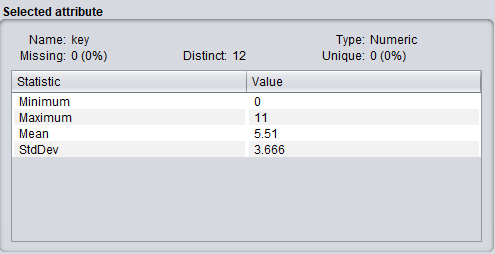 Selected attribute
Name: key Type: Numeric
Missing: 0 (0%) Distinct: 12 Unique: 0 (0%)
Statistic Value
Minimum 0
Maximum 11
Mean 5.51
StdDev 3.666